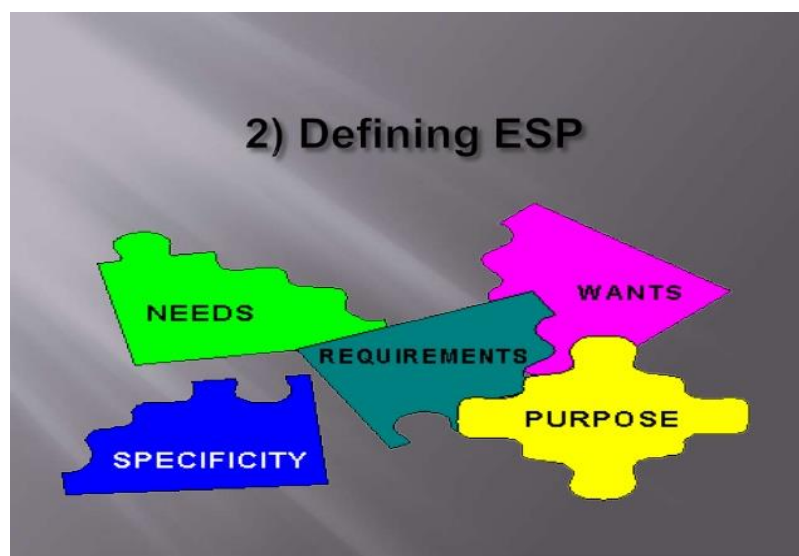 2) Defining ESP
NEEDS
WANTS
REQUIREMENTS
PURPOSE
SPECIFICITY